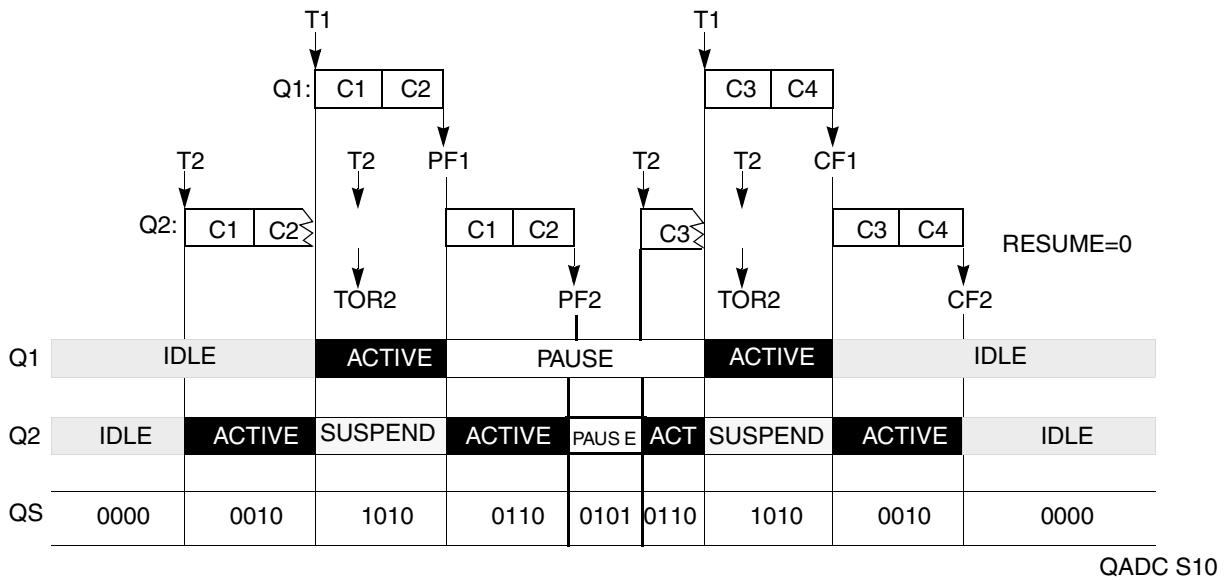 T1 T1
Q1: C1 C2 C3 C4
T2 T2 PF1 T2 T2 CF1
Q2: C1 C2 C1 C2 C3 C3 C4 RESUME=0
TOR2 PF2 TOR2 CF2
Q1 IDLE ACTIVE PAUSE ACTIVE IDLE
Q2 IDLE ACTIVE SUSPEND ACTIVE PAUSE ACT SUSPEND ACTIVE IDLE
QS 0000 0010 1010 0110 0101 0110 1010 0010 0000
QADC S10